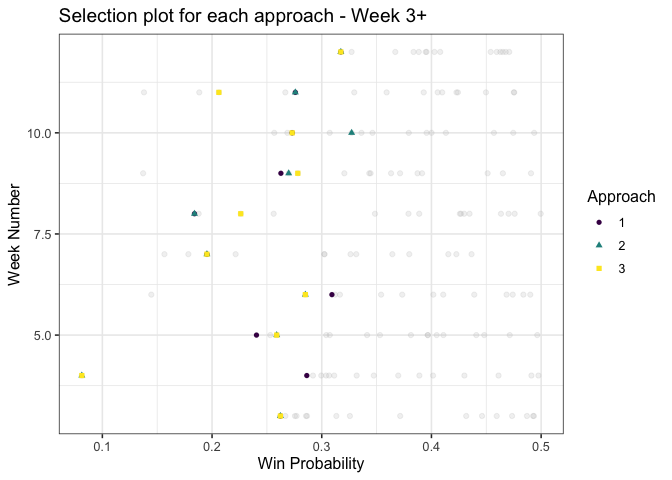 Selection plot for each approach - Week 3+
10.0
7.5
5.0
Week Number
0.1 0.2 0.3 0.4 0.5
Win Probability
Approach
1
2
3